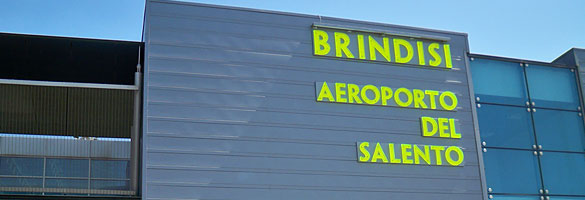 BRINDISI
AEROPORTO
DEL
SALENTO